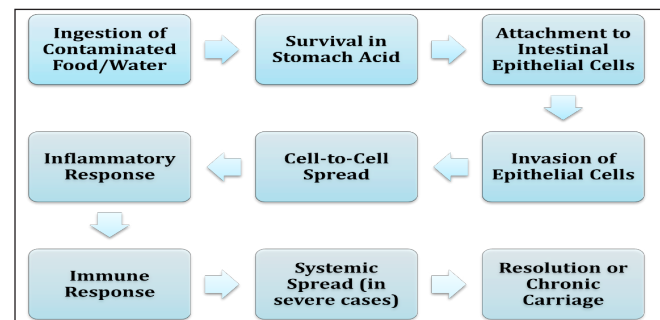 Ingestion of
Contaminated
Food/Water
Survival in
Stomach Acid
Attachment to
Intestinal
Epithelial Cells
Invasion of
Epithelial Cells
Cell-to-Cell
Spread
Inflammatory
Response
Immune
Response
Systemic
Spread (in
severe cases)
Resolution or
Chronic
Carriage